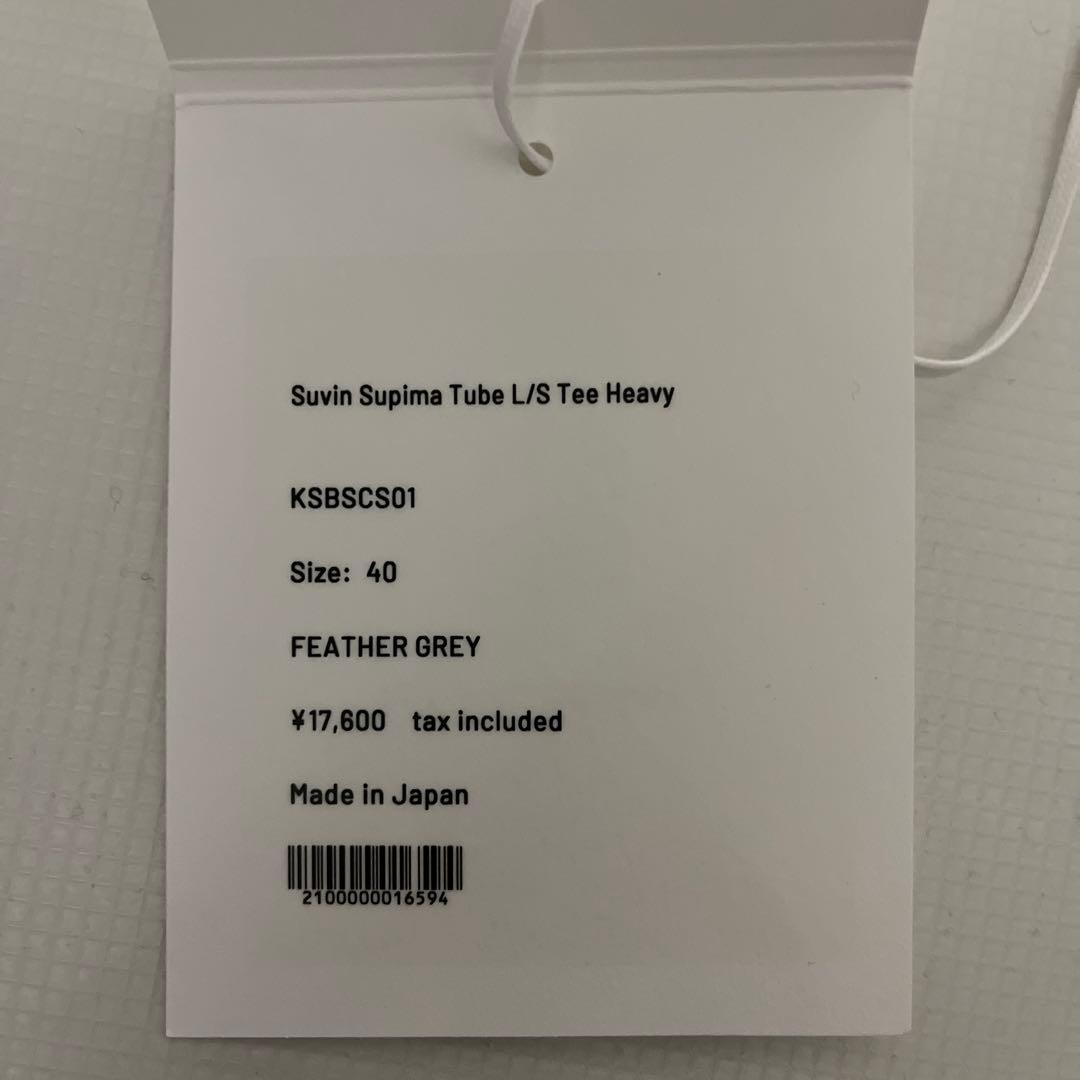 Suvin Supima Tube L/S Tee Heavy
KSBSCS01
Size: 40
FEATHER GREY
¥17,600 tax included
Made in Japan
2100000016594